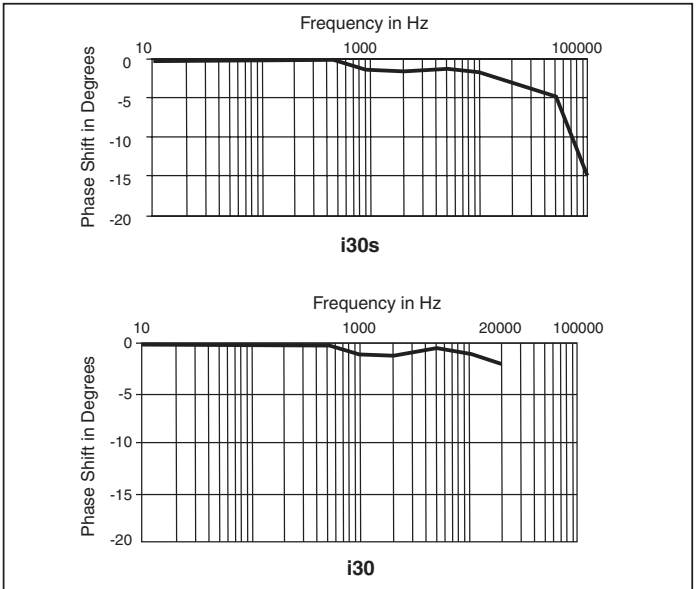 Frequency in Hz
10 1000 100000
Phase Shift in Degrees
0
-5
-10
-15
-20
i30s
Frequency in Hz
10 1000 20000 100000
Phase Shift in Degrees
0
-5
-10
-15
-20
i30